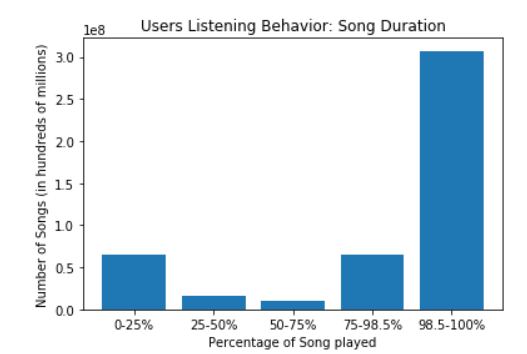 Users Listening Behavior: Song Duration
1e8
Number of Songs (in hundreds of millions)
3.0
2.5
2.0
1.5
1.0
0.5
0.0
0-25% 25-50% 50-75% 75-98.5% 98.5-100%
Percentage of Song played